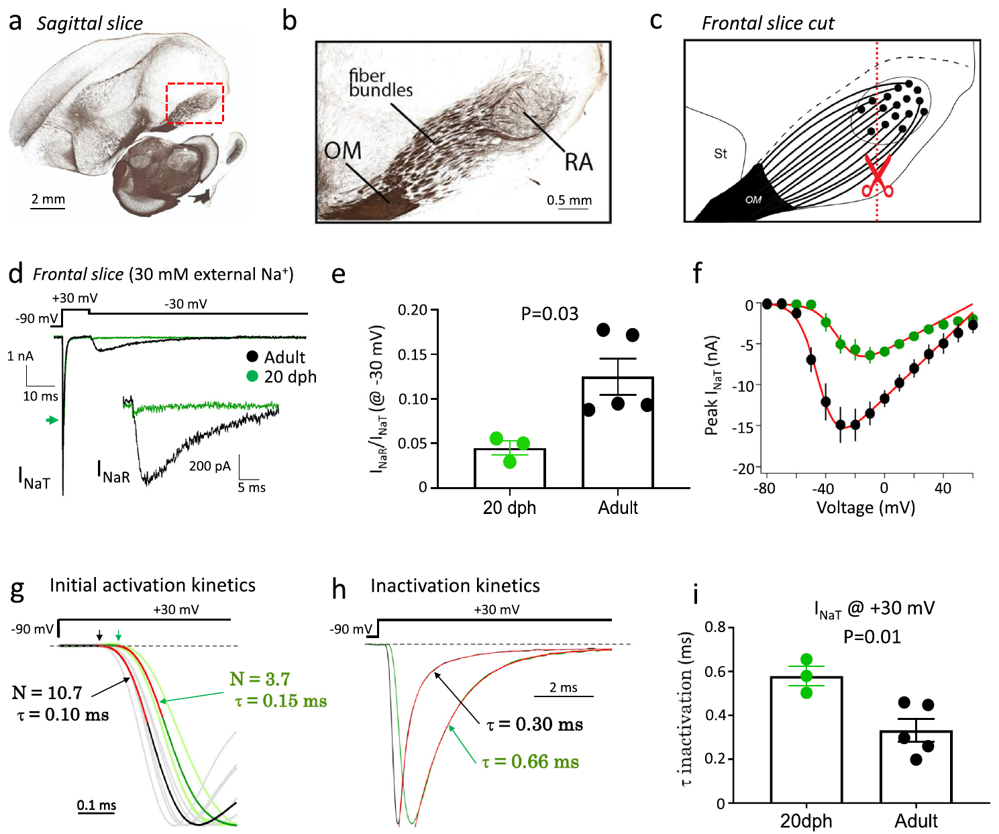 a Sagittal slice
2 mm
b
fiber
bundles
OM
RA
0.5 mm
c Frontal slice cut
St
OM
d Frontal slice (30 mM external Na⁺)
+30 mV
-90 mV
-30 mV
1 nA
10 ms
Adult
20 dph
I_NaT
I_NaR
200 pA
5 ms
e
P=0.03
I_NaR/I_NaT (@ -30 mV)
0.20
0.15
0.10
0.05
0
20 dph
Adult
f
Peak I_NaT (nA)
0
-5
-10
-15
-20
-80
-40
0
40
Voltage (mV)
g Initial activation kinetics
+30 mV
-90 mV
N = 10.7
τ = 0.10 ms
N = 3.7
τ = 0.15 ms
0.1 ms
h Inactivation kinetics
+30 mV
-90 mV
2 ms
τ = 0.30 ms
τ = 0.66 ms
i
I_NaT @ +30 mV
P=0.01
τ inactivation (ms)
0.8
0.6
0.4
0.2
0
20dph
Adult